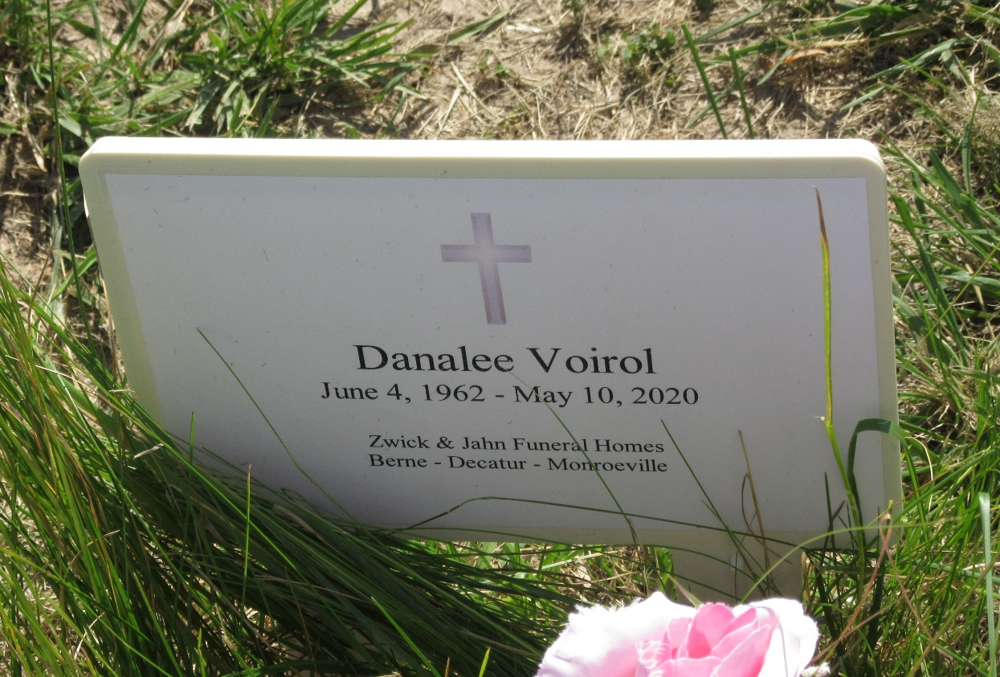 Danalee Voirol
June 4, 1962 - May 10, 2020
Zwick & Jahn Funeral Homes
Berne - Decatur - Monroeville